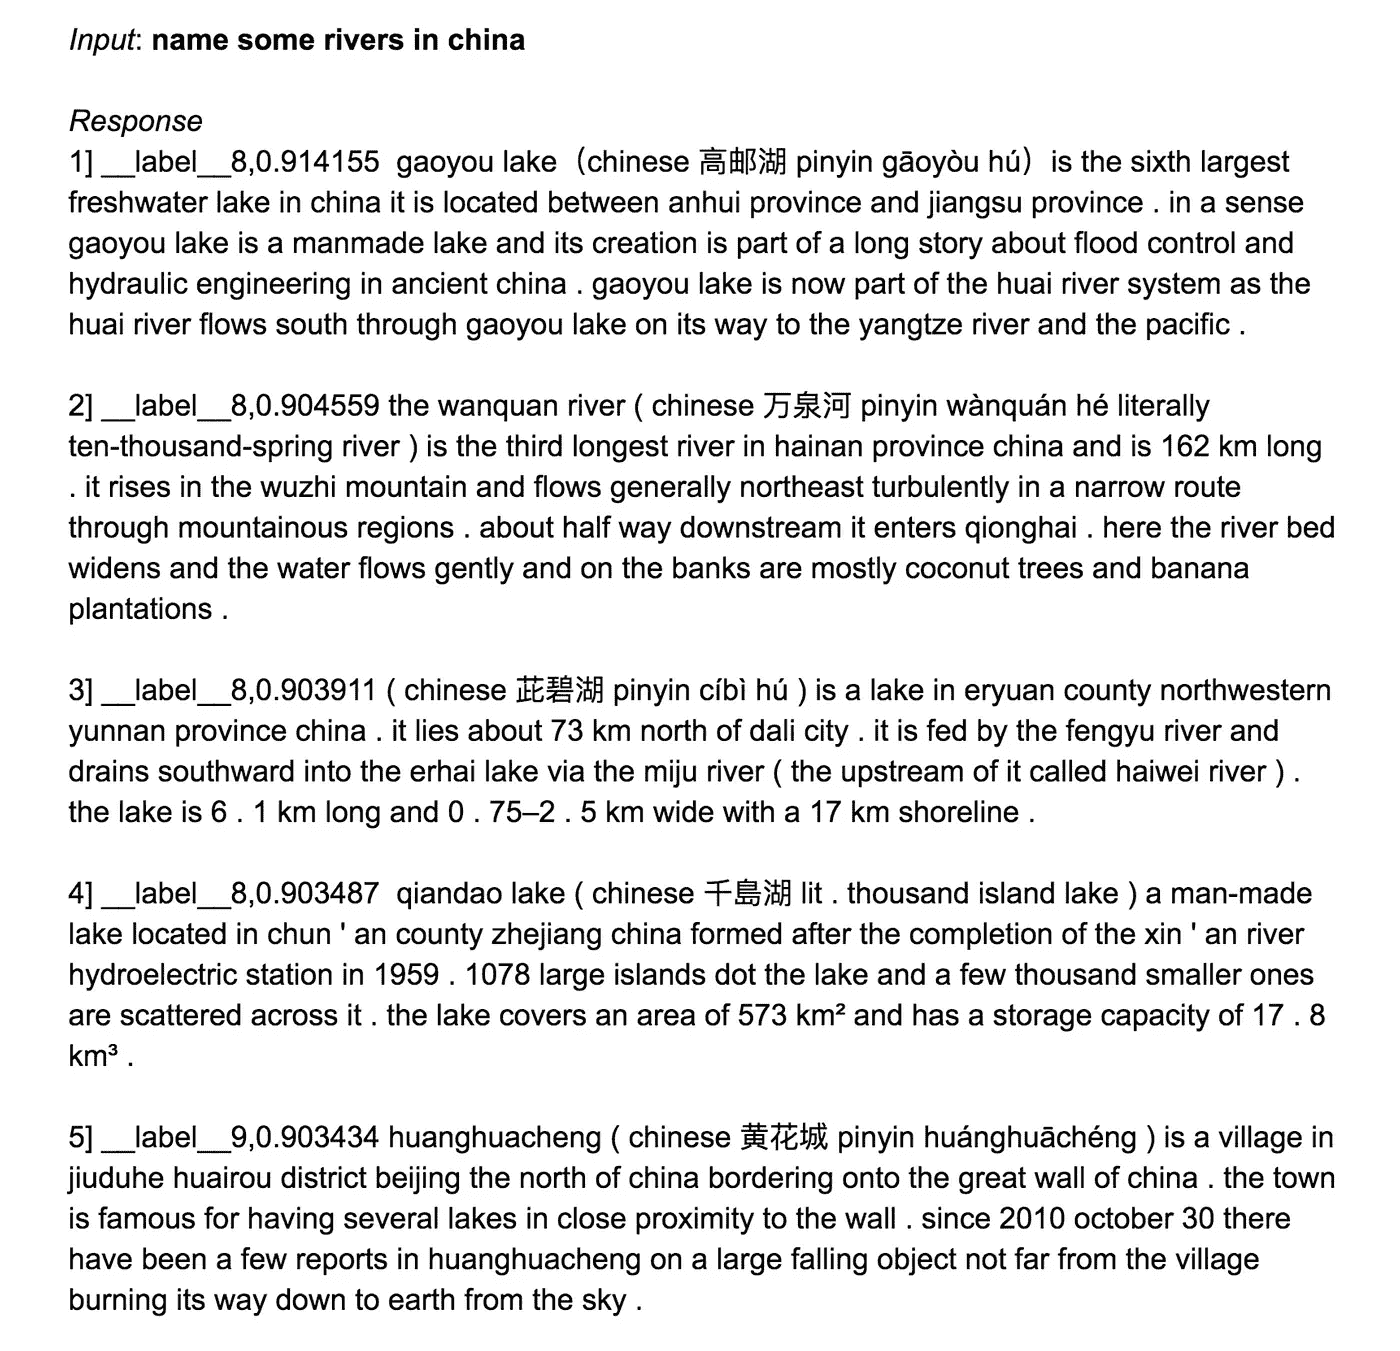 Input: name some rivers in china
Response
1] __label__8,0.914155  gaoyou lake（chinese 高邮湖 pinyin gāoyòu hú）is the sixth largest
freshwater lake in china it is located between anhui province and jiangsu province . in a sense
gaoyou lake is a manmade lake and its creation is part of a long story about flood control and
hydraulic engineering in ancient china . gaoyou lake is now part of the huai river system as the
huai river flows south through gaoyou lake on its way to the yangtze river and the pacific .
2] __label__8,0.904559 the wanquan river ( chinese 万泉河 pinyin wànquán hé literally
ten-thousand-spring river ) is the third longest river in hainan province china and is 162 km long
. it rises in the wuzhi mountain and flows generally northeast turbulently in a narrow route
through mountainous regions . about half way downstream it enters qionghai . here the river bed
widens and the water flows gently and on the banks are mostly coconut trees and banana
plantations .
3] __label__8,0.903911 ( chinese 茈碧湖 pinyin cíbì hú ) is a lake in eryuan county northwestern
yunnan province china . it lies about 73 km north of dali city . it is fed by the fengyu river and
drains southward into the erhai lake via the miju river ( the upstream of it called haiwei river ) .
the lake is 6 . 1 km long and 0 . 75–2 . 5 km wide with a 17 km shoreline .
4] __label__8,0.903487  qiandao lake ( chinese 千島湖 lit . thousand island lake ) a man-made
lake located in chun ' an county zhejiang china formed after the completion of the xin ' an river
hydroelectric station in 1959 . 1078 large islands dot the lake and a few thousand smaller ones
are scattered across it . the lake covers an area of 573 km² and has a storage capacity of 17 . 8
km³ .
5] __label__9,0.903434 huanghuacheng ( chinese 黄花城 pinyin huánghuāchéng ) is a village in
jiuduhe huairou district beijing the north of china bordering onto the great wall of china . the town
is famous for having several lakes in close proximity to the wall . since 2010 october 30 there
have been a few reports in huanghuacheng on a large falling object not far from the village
burning its way down to earth from the sky .